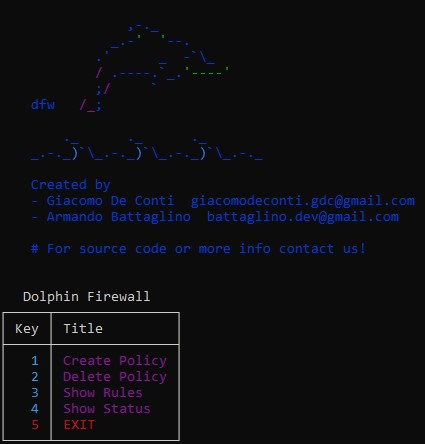 dfw
Created by
- Giacomo De Conti  giacomodeconti.gdc@gmail.com
- Armando Battaglino  battaglino.dev@gmail.com
# For source code or more info contact us!
Dolphin Firewall
Key Title
1 Create Policy
2 Delete Policy
3 Show Rules
4 Show Status
5 EXIT